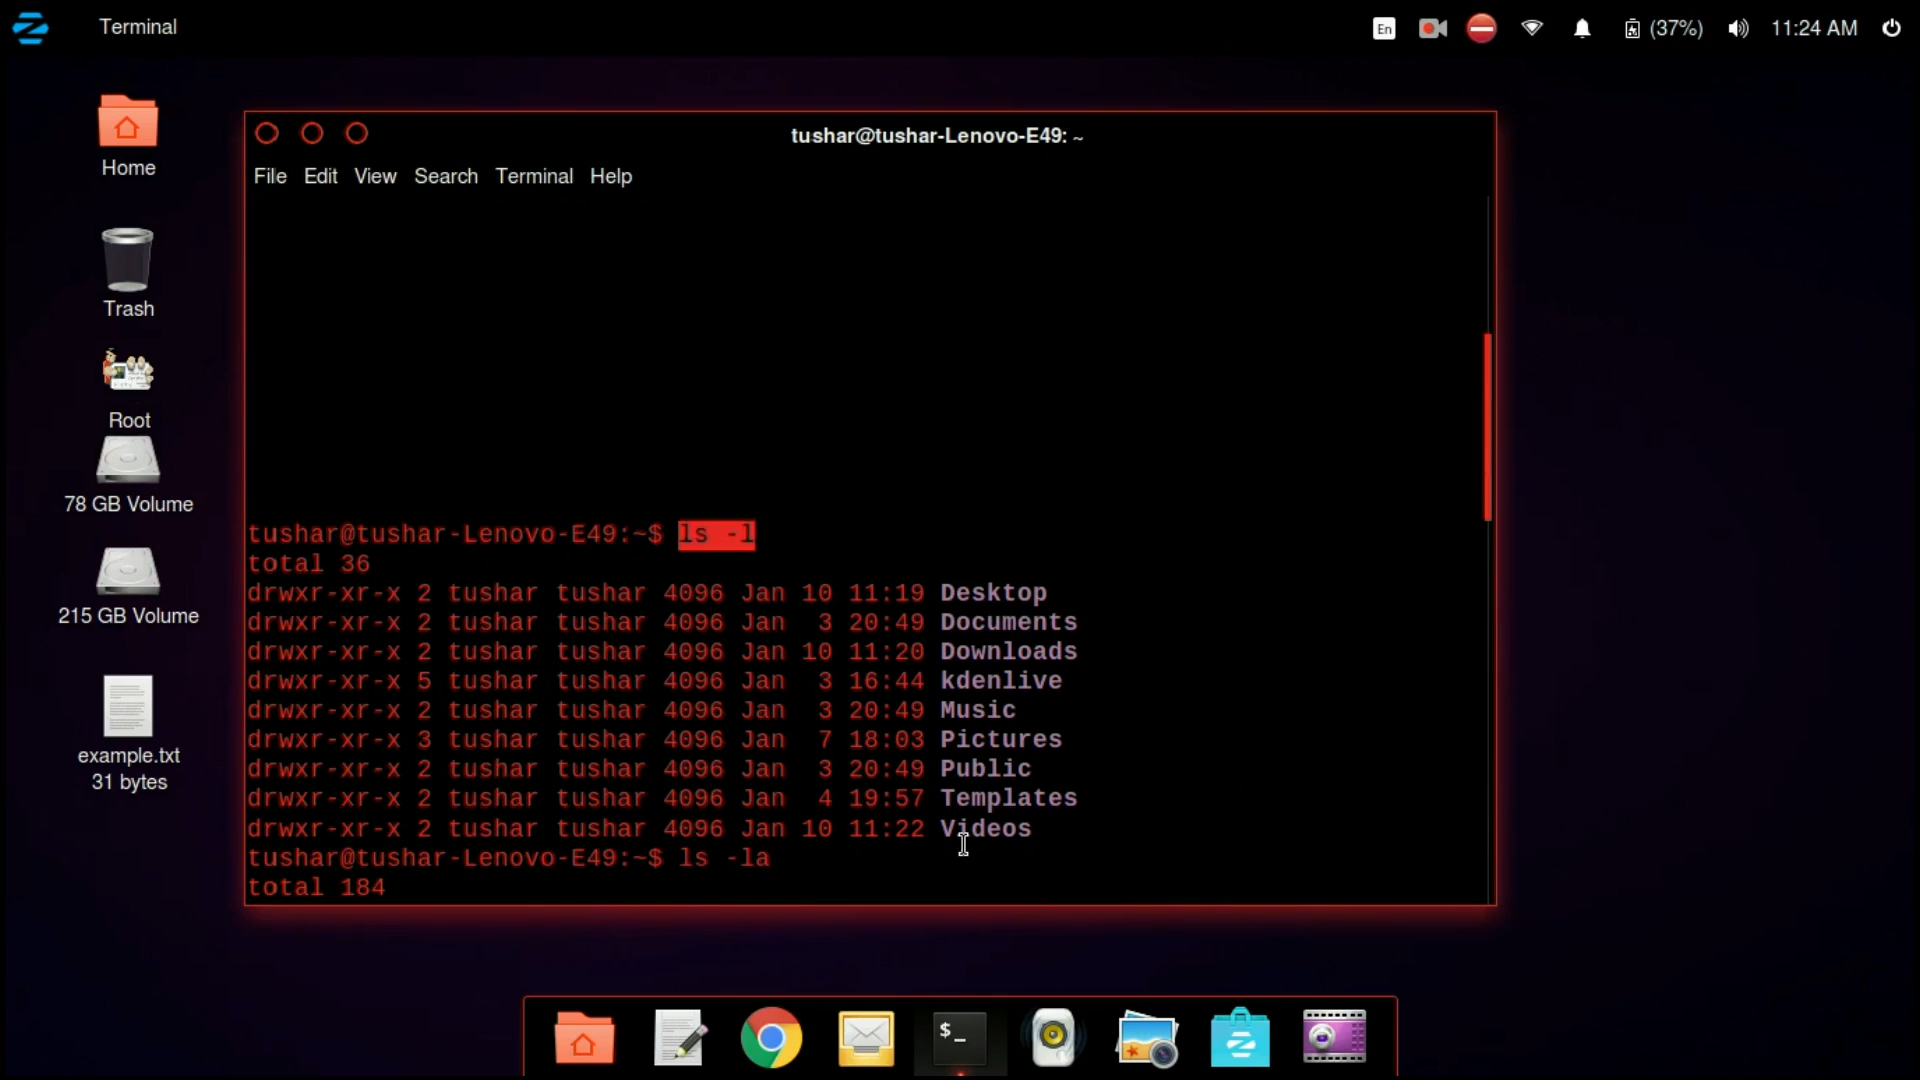 Terminal
En
(37%)
11:24 AM
Home
Trash
Root
78 GB Volume
215 GB Volume
example.txt
31 bytes
tushar@tushar-Lenovo-E49: ~
File Edit View Search Terminal Help
tushar@tushar-Lenovo-E49:~$ ls -l
total 36
drwxr-xr-x 2 tushar tushar 4096 Jan 10 11:19 Desktop
drwxr-xr-x 2 tushar tushar 4096 Jan  3 20:49 Documents
drwxr-xr-x 2 tushar tushar 4096 Jan 10 11:20 Downloads
drwxr-xr-x 5 tushar tushar 4096 Jan  3 16:44 kdenlive
drwxr-xr-x 2 tushar tushar 4096 Jan  3 20:49 Music
drwxr-xr-x 3 tushar tushar 4096 Jan  7 18:03 Pictures
drwxr-xr-x 2 tushar tushar 4096 Jan  3 20:49 Public
drwxr-xr-x 2 tushar tushar 4096 Jan  4 19:57 Templates
drwxr-xr-x 2 tushar tushar 4096 Jan 10 11:22 Videos
tushar@tushar-Lenovo-E49:~$ ls -la
total 184
$_